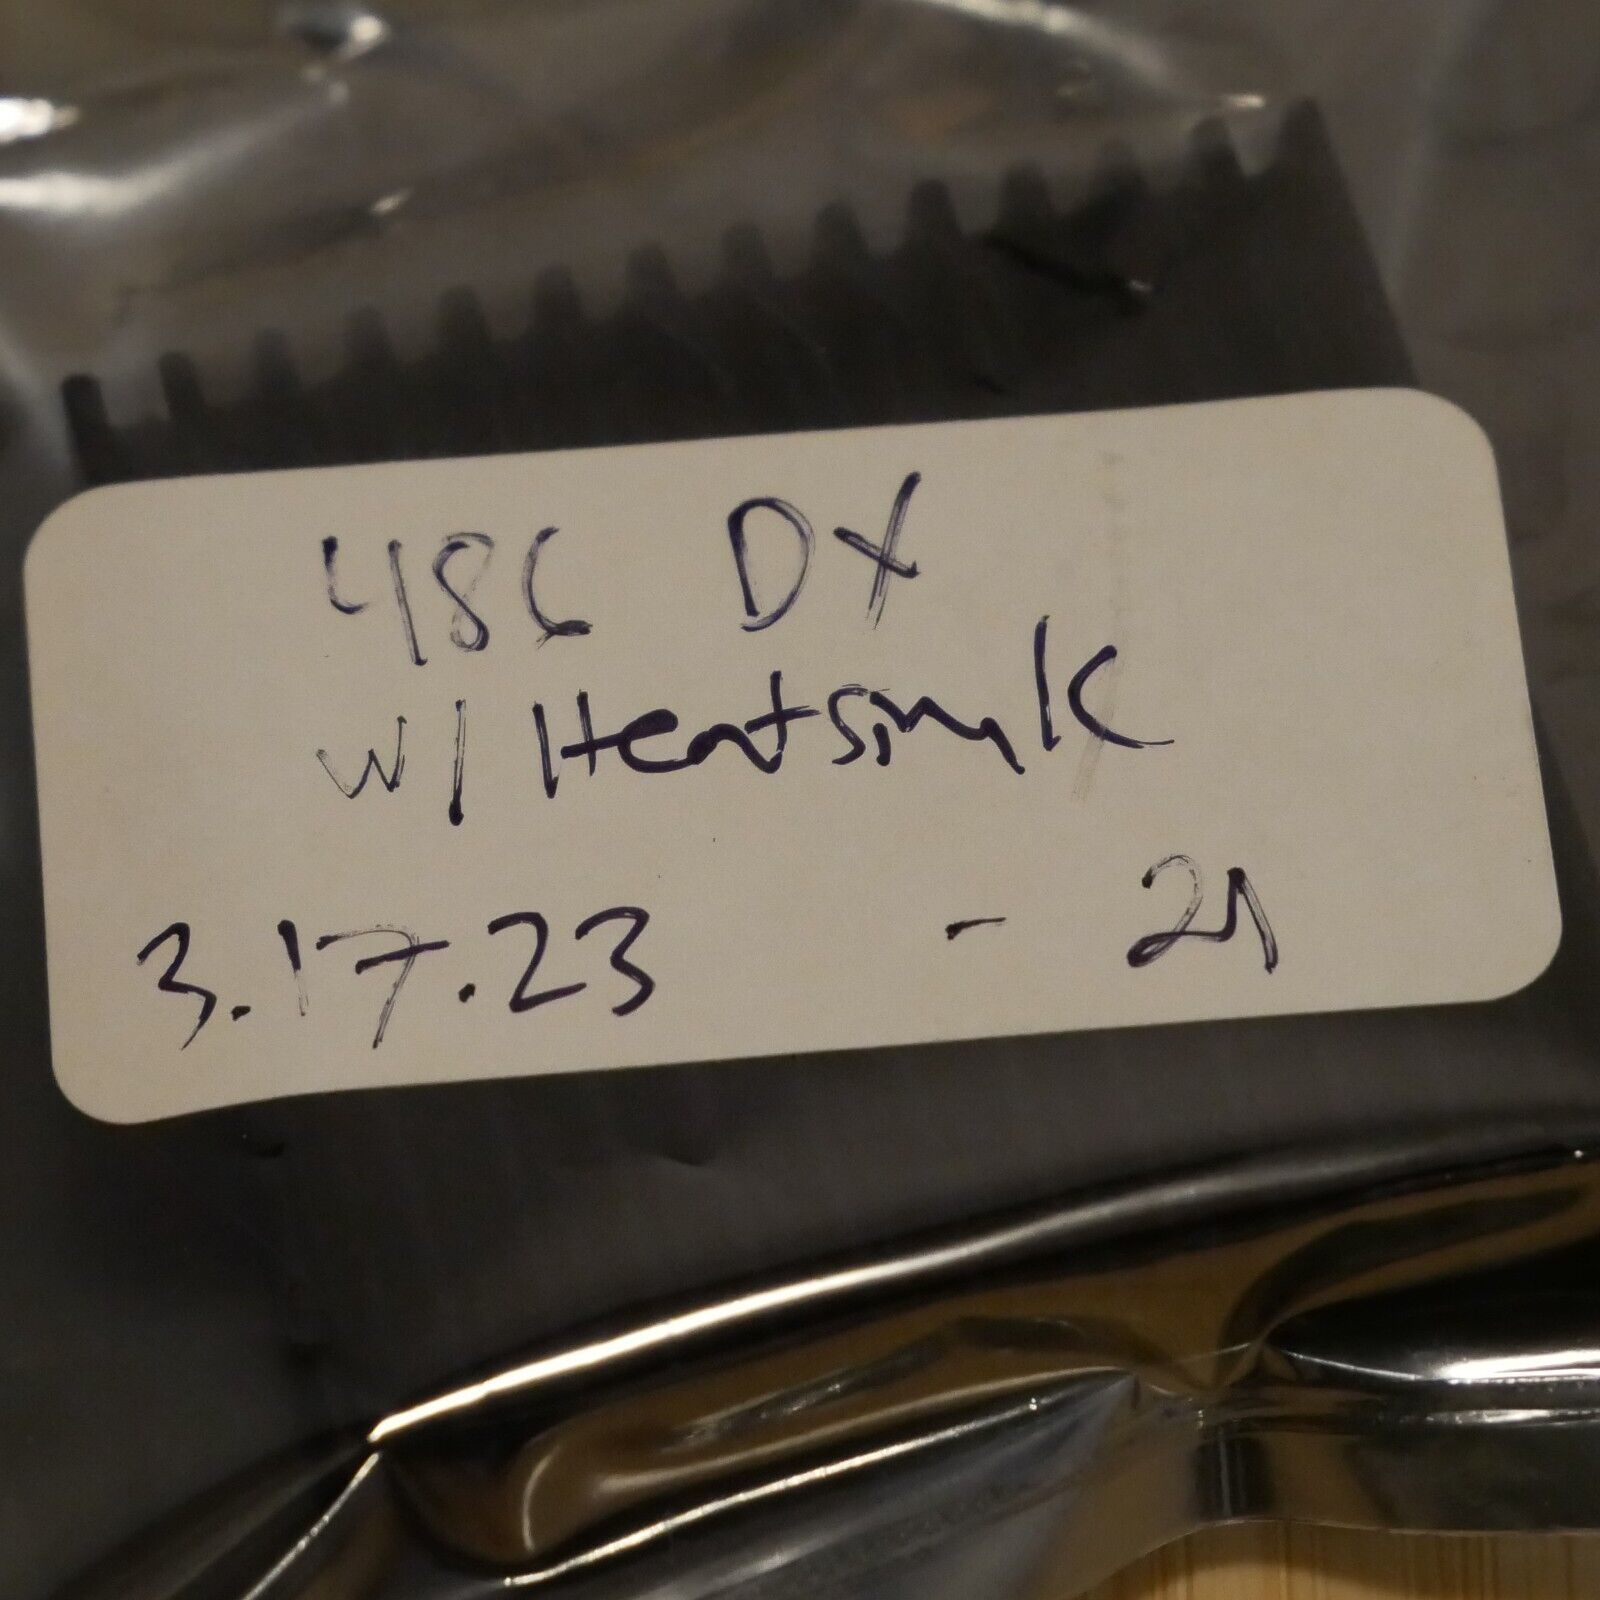 486 DX
w/ Heatsink
3.17.23 - 21